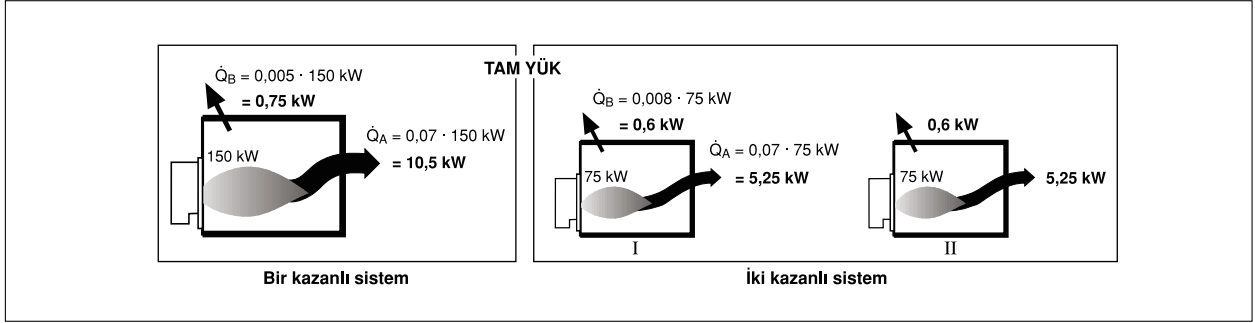 TAM YÜK
Q̇B = 0,005 · 150 kW
= 0,75 kW
Q̇A = 0,07 · 150 kW
= 10,5 kW
150 kW
Bir kazanlı sistem
Q̇B = 0,008 · 75 kW
= 0,6 kW
Q̇A = 0,07 · 75 kW
= 5,25 kW
75 kW
I
0,6 kW
75 kW
5,25 kW
II
İki kazanlı sistem